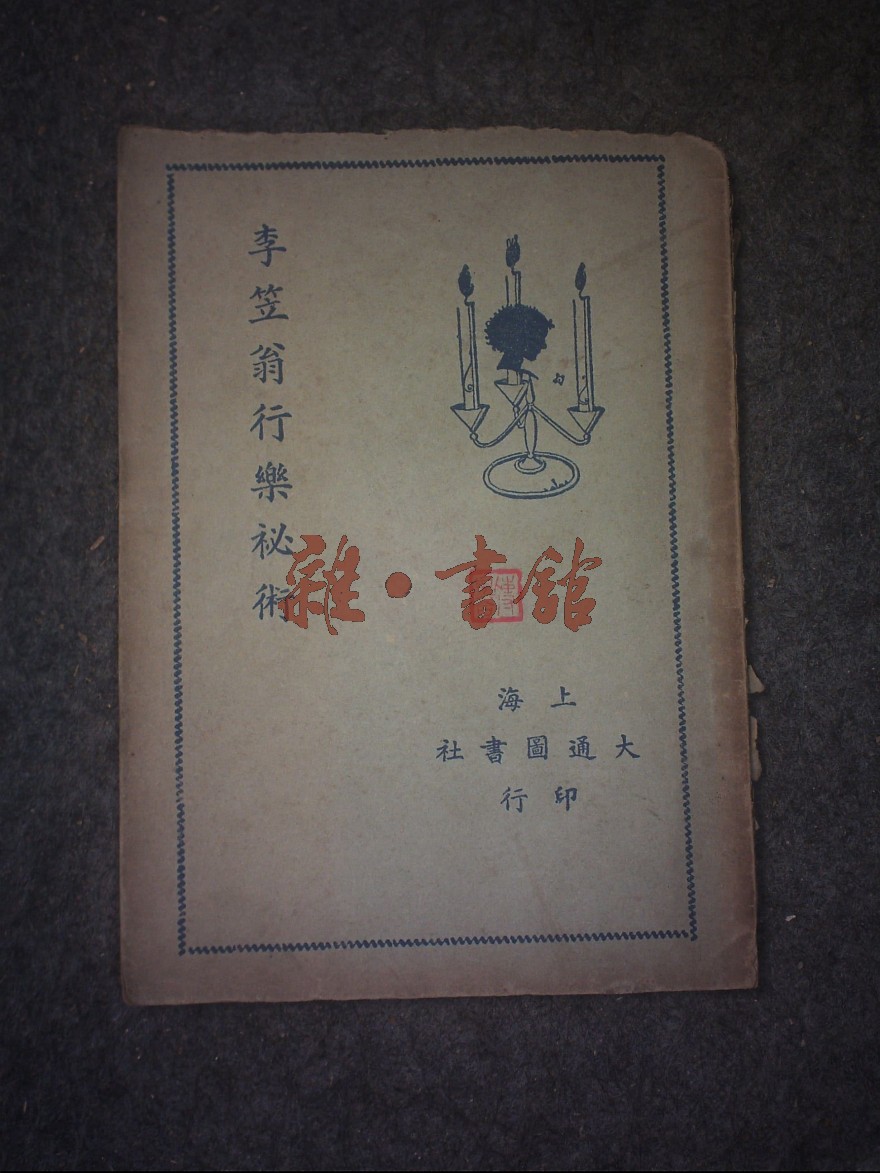 李笠翁行樂祕術
上海
大通圖書社
印行
雜·書館